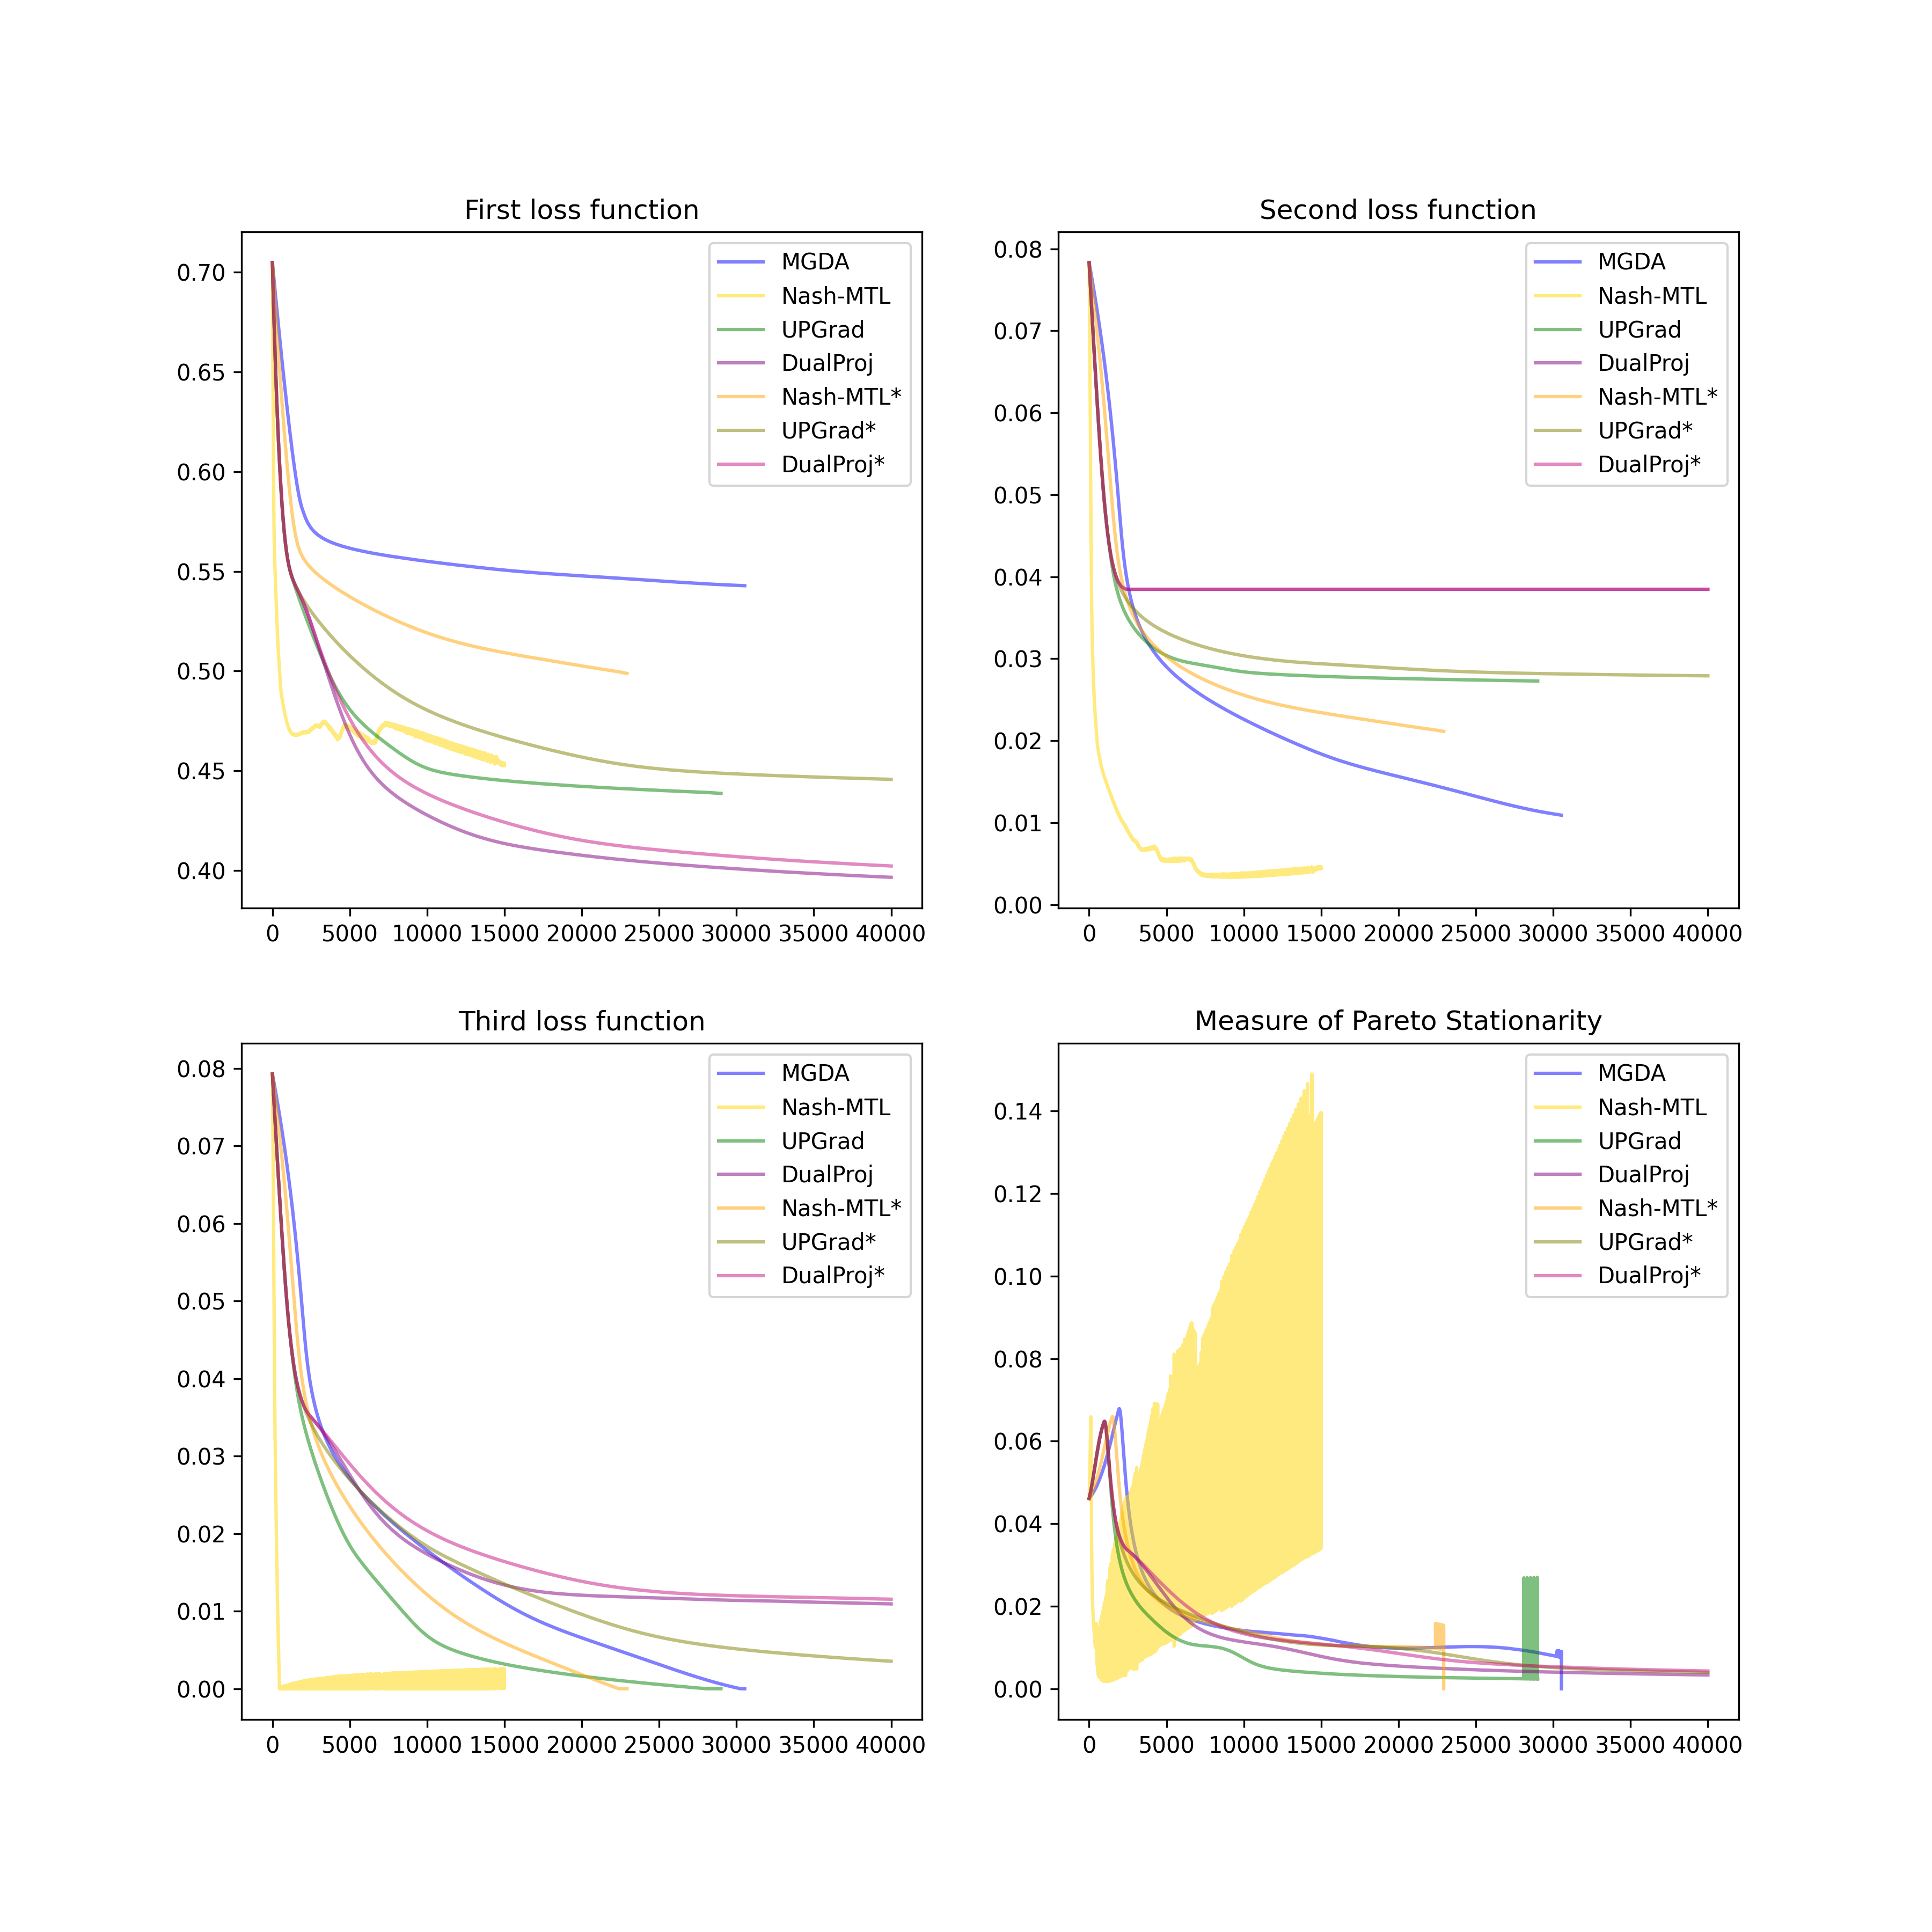 First loss function
0.70
0.65
0.60
0.55
0.50
0.45
0.40
0 5000 10000 15000 20000 25000 30000 35000 40000
MGDA
Nash-MTL
UPGrad
DualProj
Nash-MTL*
UPGrad*
DualProj*
Second loss function
0.08
0.07
0.06
0.05
0.04
0.03
0.02
0.01
0.00
0 5000 10000 15000 20000 25000 30000 35000 40000
MGDA
Nash-MTL
UPGrad
DualProj
Nash-MTL*
UPGrad*
DualProj*
Third loss function
0.08
0.07
0.06
0.05
0.04
0.03
0.02
0.01
0.00
0 5000 10000 15000 20000 25000 30000 35000 40000
MGDA
Nash-MTL
UPGrad
DualProj
Nash-MTL*
UPGrad*
DualProj*
Measure of Pareto Stationarity
0.14
0.12
0.10
0.08
0.06
0.04
0.02
0.00
0 5000 10000 15000 20000 25000 30000 35000 40000
MGDA
Nash-MTL
UPGrad
DualProj
Nash-MTL*
UPGrad*
DualProj*